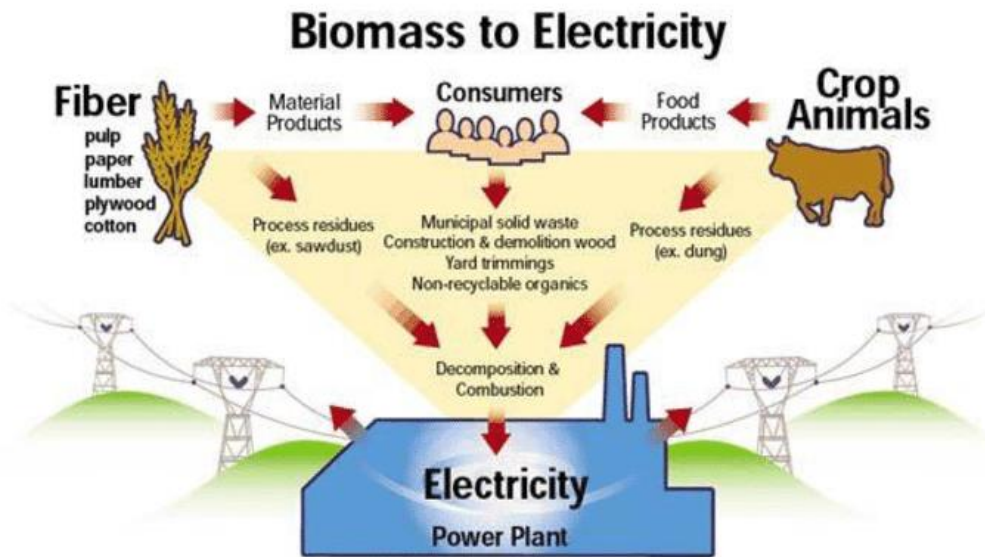 Biomass to Electricity
Fiber
pulp
paper
lumber
plywood
cotton
Material
Products
Consumers
Food
Products
Crop
Animals
Process residues
(ex. sawdust)
Municipal solid waste
Construction & demolition wood
Yard trimmings
Non-recyclable organics
Process residues
(ex. dung)
Decomposition &
Combustion
Electricity
Power Plant